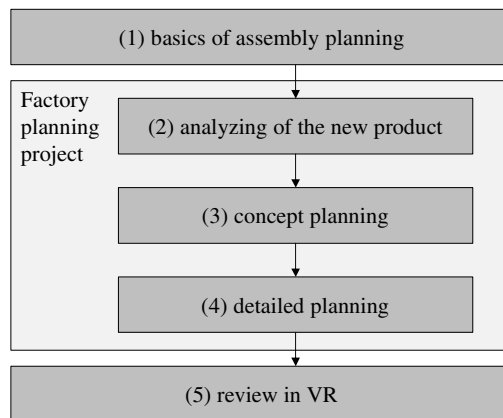 (1) basics of assembly planning
Factory
planning
project
(2) analyzing of the new product
(3) concept planning
(4) detailed planning
(5) review in VR